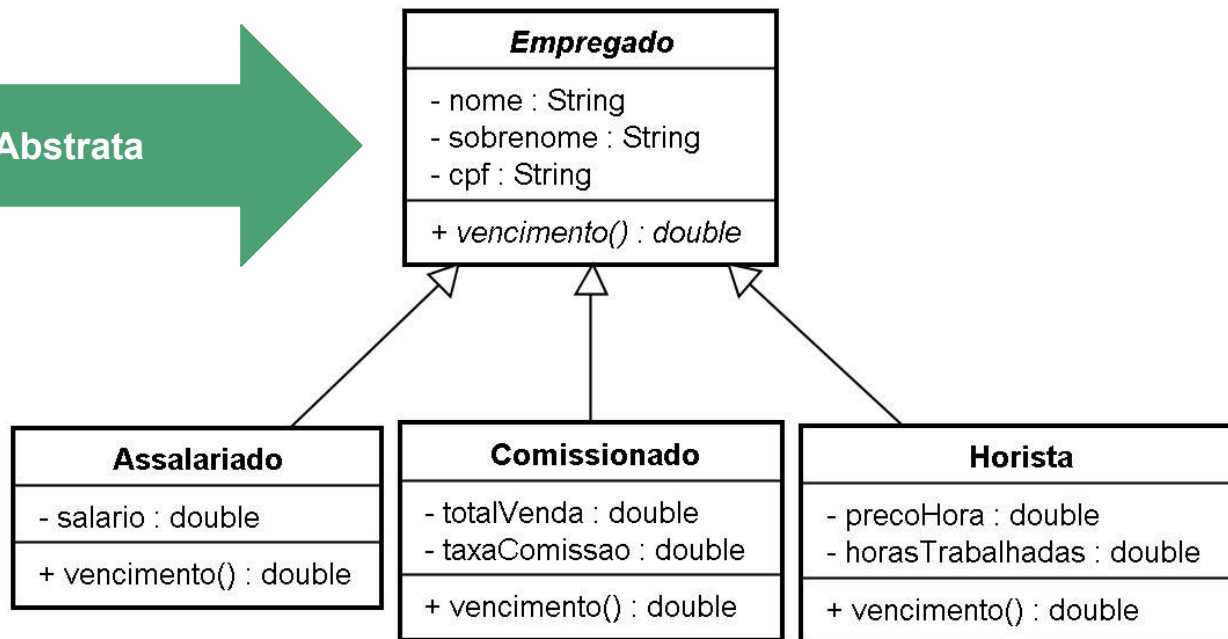 Abstrata
Empregado
- nome : String
- sobrenome : String
- cpf : String
+ vencimento() : double
Assalariado
- salario : double
+ vencimento() : double
Comissionado
- totalVenda : double
- taxaComissao : double
+ vencimento() : double
Horista
- precoHora : double
- horasTrabalhadas : double
+ vencimento() : double